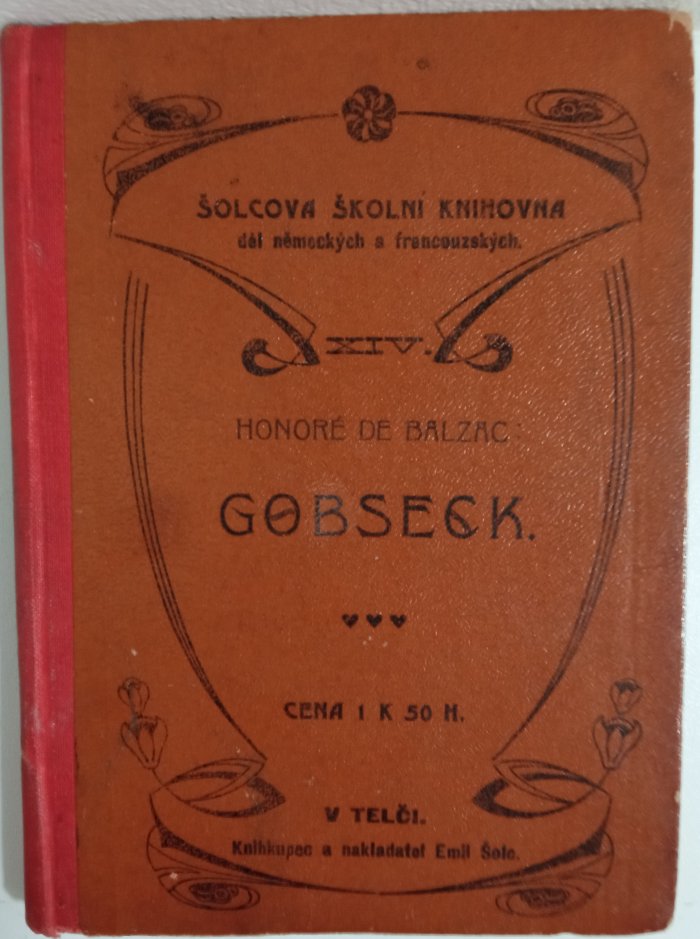 ŠOLCOVA ŠKOLNÍ KNIHOVNA
děl německých a francouzských.
XIV.
HONORÉ DE BALZAC:
GOBSECK.
CENA 1 K 50 H.
V TELČI.
Knihkupec a nakladatel Emil Šolc.